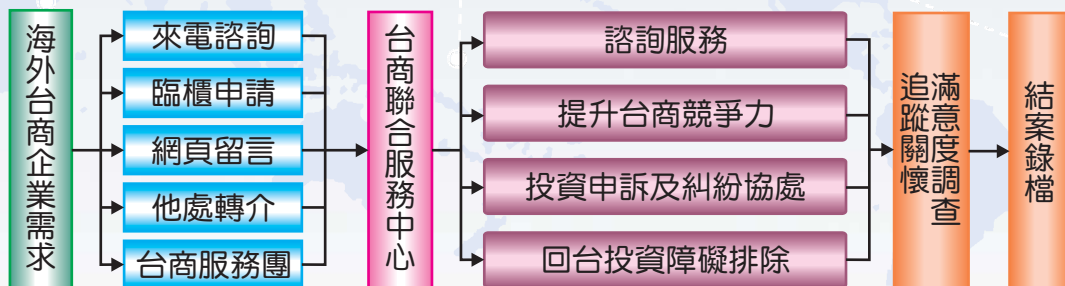 海外台商企業需求
來電諮詢
臨櫃申請
網頁留言
他處轉介
台商服務團
台商聯合服務中心
諮詢服務
提升台商競爭力
投資申訴及糾紛協處
回台投資障礙排除
滿意度調查
追蹤關懷
結案錄檔